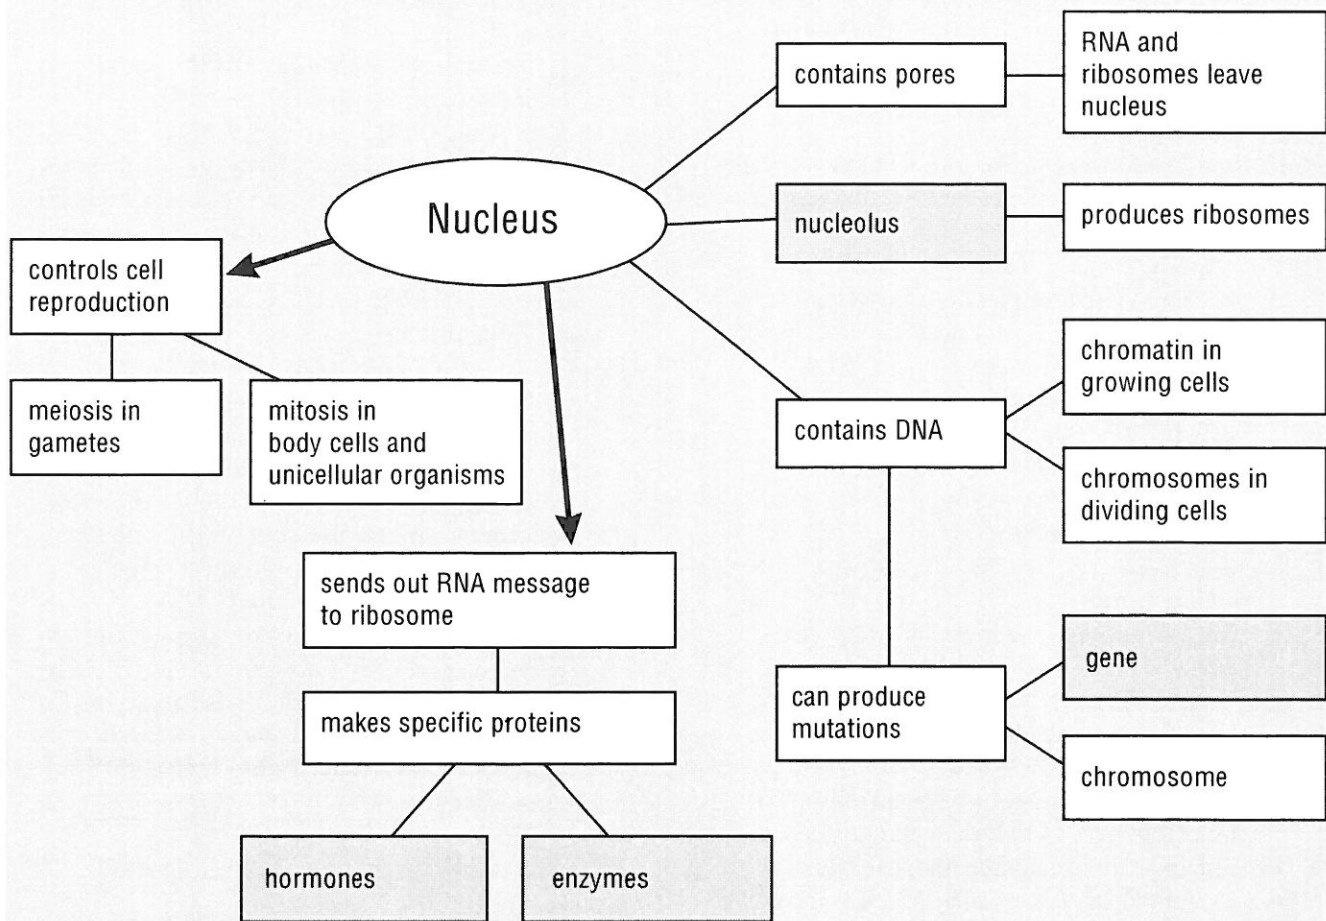 Nucleus
contains pores
RNA and
ribosomes leave
nucleus
nucleolus
produces ribosomes
controls cell
reproduction
meiosis in
gametes
mitosis in
body cells and
unicellular organisms
contains DNA
chromatin in
growing cells
chromosomes in
dividing cells
sends out RNA message
to ribosome
makes specific proteins
hormones
enzymes
can produce
mutations
gene
chromosome